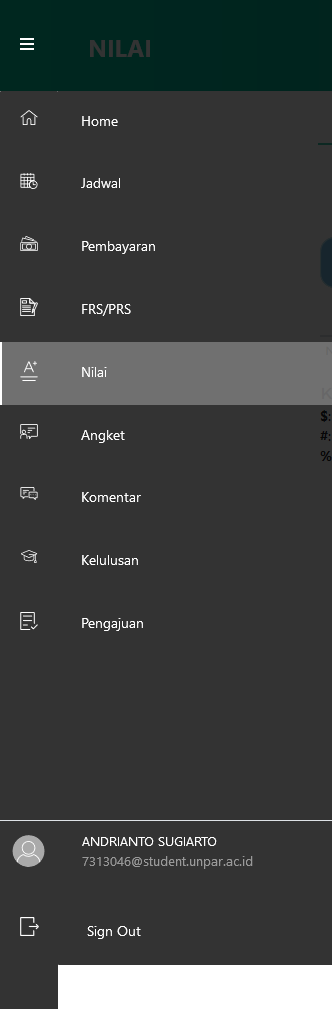 NILAI
Home
Jadwal
Pembayaran
FRS/PRS
A+
Nilai
Angket
Komentar
Kelulusan
Pengajuan
$:
#:
%
ANDRIANTO SUGIARTO
7313046@student.unpar.ac.id
Sign Out